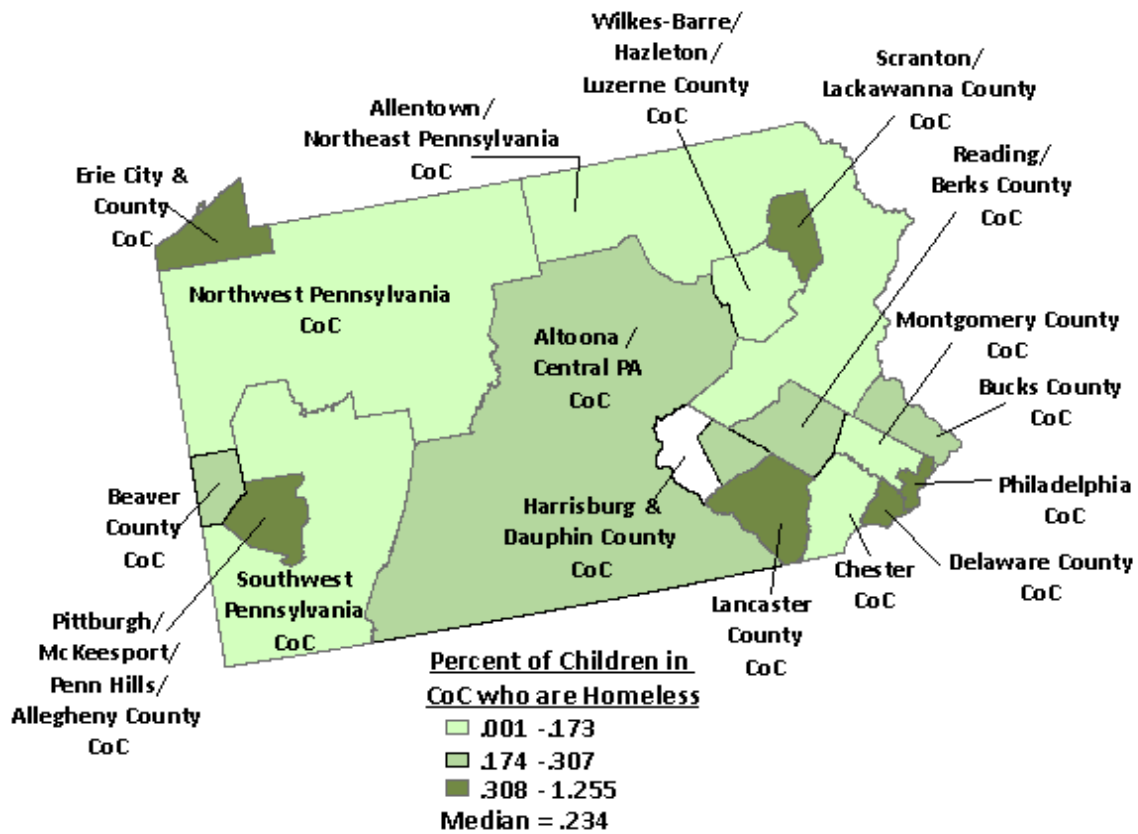 Wilkes-Barre/
Hazleton/
Luzerne County
CoC
Scranton/
Lackawanna County
CoC
Allentown/
Northeast Pennsylvania
CoC
Reading/
Berks County
CoC
Erie City &
County
CoC
Northwest Pennsylvania
CoC
Altoona /
Central PA
CoC
Montgomery County
CoC
Bucks County
CoC
Beaver
County
CoC
Harrisburg &
Dauphin County
CoC
Philadelphia
CoC
Delaware County
CoC
Chester
CoC
Lancaster
County
CoC
Southwest
Pennsylvania
CoC
Pittburgh/
McKeesport/
Penn Hills/
Allegheny County
CoC
Percent of Children in
CoC who are Homeless
.001 -.173
.174 -.307
.308 -1.255
Median = .234